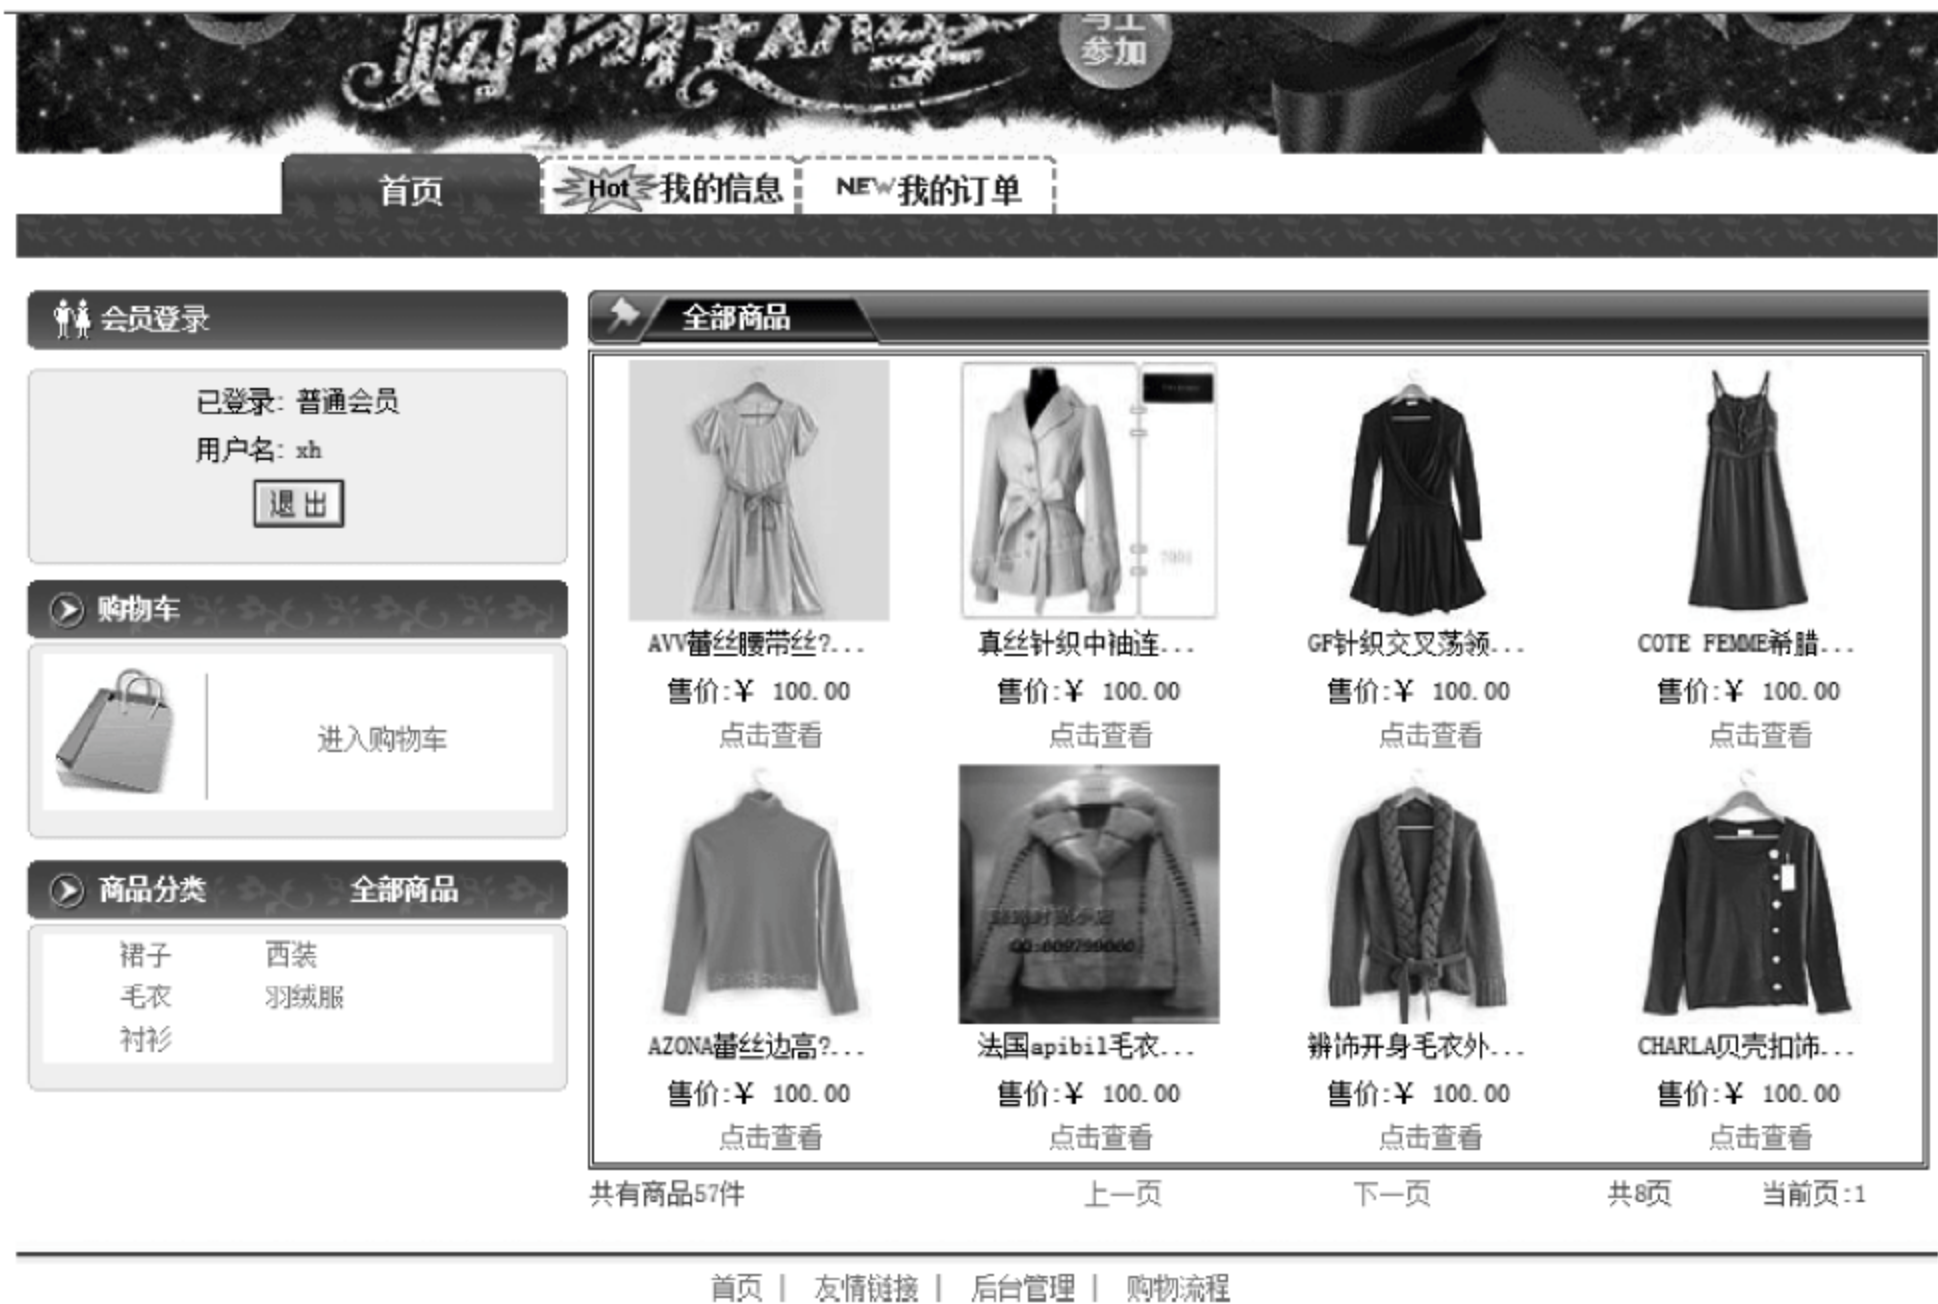 参加
首页
Hot 我的信息
NEW 我的订单
会员登录
已登录: 普通会员
用户名: xh
退 出
购物车
进入购物车
商品分类 全部商品
裙子 西装
毛衣 羽绒服
衬衫
全部商品
AVV蕾丝腰带丝?... 真丝针织中袖连... GF针织交叉荡领... COTE FEMME希腊...
售价:￥ 100.00 售价:￥ 100.00 售价:￥ 100.00 售价:￥ 100.00
点击查看 点击查看 点击查看 点击查看
AZONA蕾丝边高?... 法国apibil毛衣... 辫饰开身毛衣外... CHARLA贝壳扣饰...
售价:￥ 100.00 售价:￥ 100.00 售价:￥ 100.00 售价:￥ 100.00
点击查看 点击查看 点击查看 点击查看
共有商品57件 上一页 下一页 共8页 当前页:1
首页 | 友情链接 | 后台管理 | 购物流程